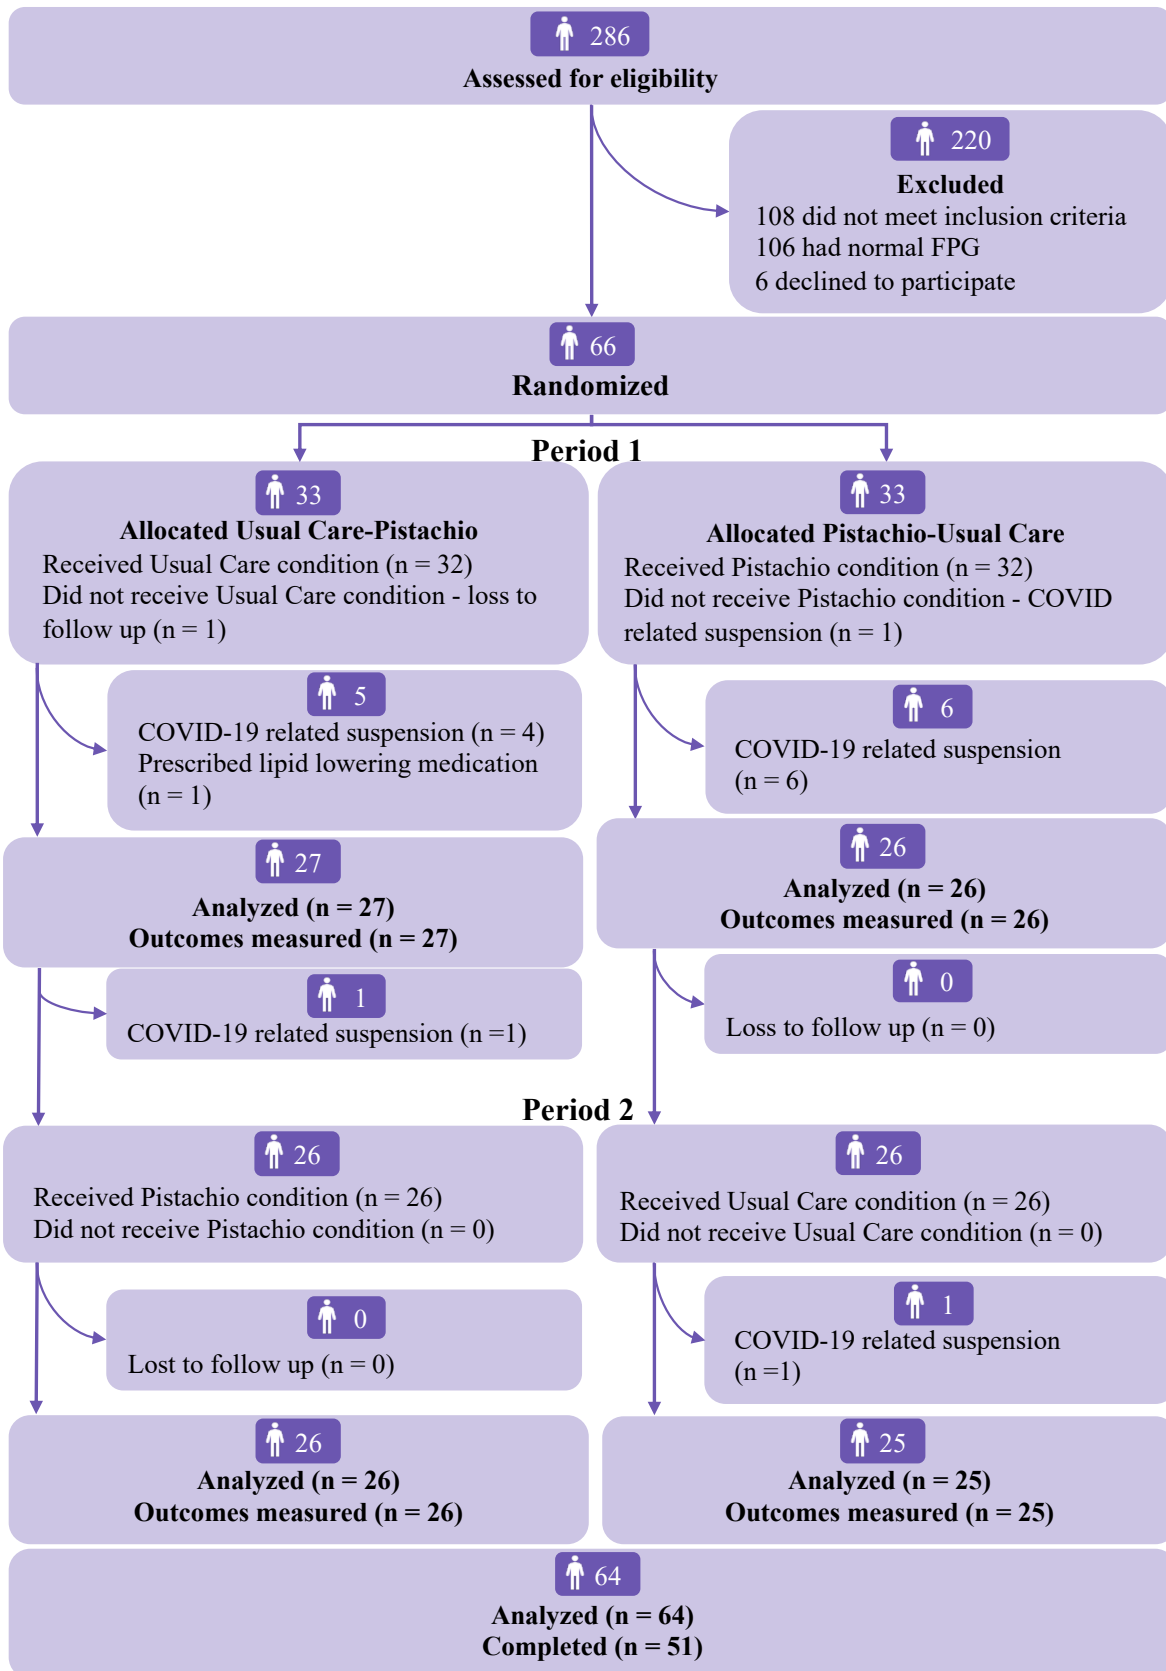 286
Assessed for eligibility
220
Excluded
108 did not meet inclusion criteria
106 had normal FPG
6 declined to participate
66
Randomized
Period 1
33
Allocated Usual Care-Pistachio
Received Usual Care condition (n = 32)
Did not receive Usual Care condition - loss to
follow up (n = 1)
33
Allocated Pistachio-Usual Care
Received Pistachio condition (n = 32)
Did not receive Pistachio condition - COVID
related suspension (n = 1)
5
COVID-19 related suspension (n = 4)
Prescribed lipid lowering medication
(n = 1)
6
COVID-19 related suspension
(n = 6)
27
Analyzed (n = 27)
Outcomes measured (n = 27)
26
Analyzed (n = 26)
Outcomes measured (n = 26)
1
COVID-19 related suspension (n =1)
0
Loss to follow up (n = 0)
Period 2
26
Received Pistachio condition (n = 26)
Did not receive Pistachio condition (n = 0)
26
Received Usual Care condition (n = 26)
Did not receive Usual Care condition (n = 0)
0
Lost to follow up (n = 0)
1
COVID-19 related suspension
(n =1)
26
Analyzed (n = 26)
Outcomes measured (n = 26)
25
Analyzed (n = 25)
Outcomes measured (n = 25)
64
Analyzed (n = 64)
Completed (n = 51)